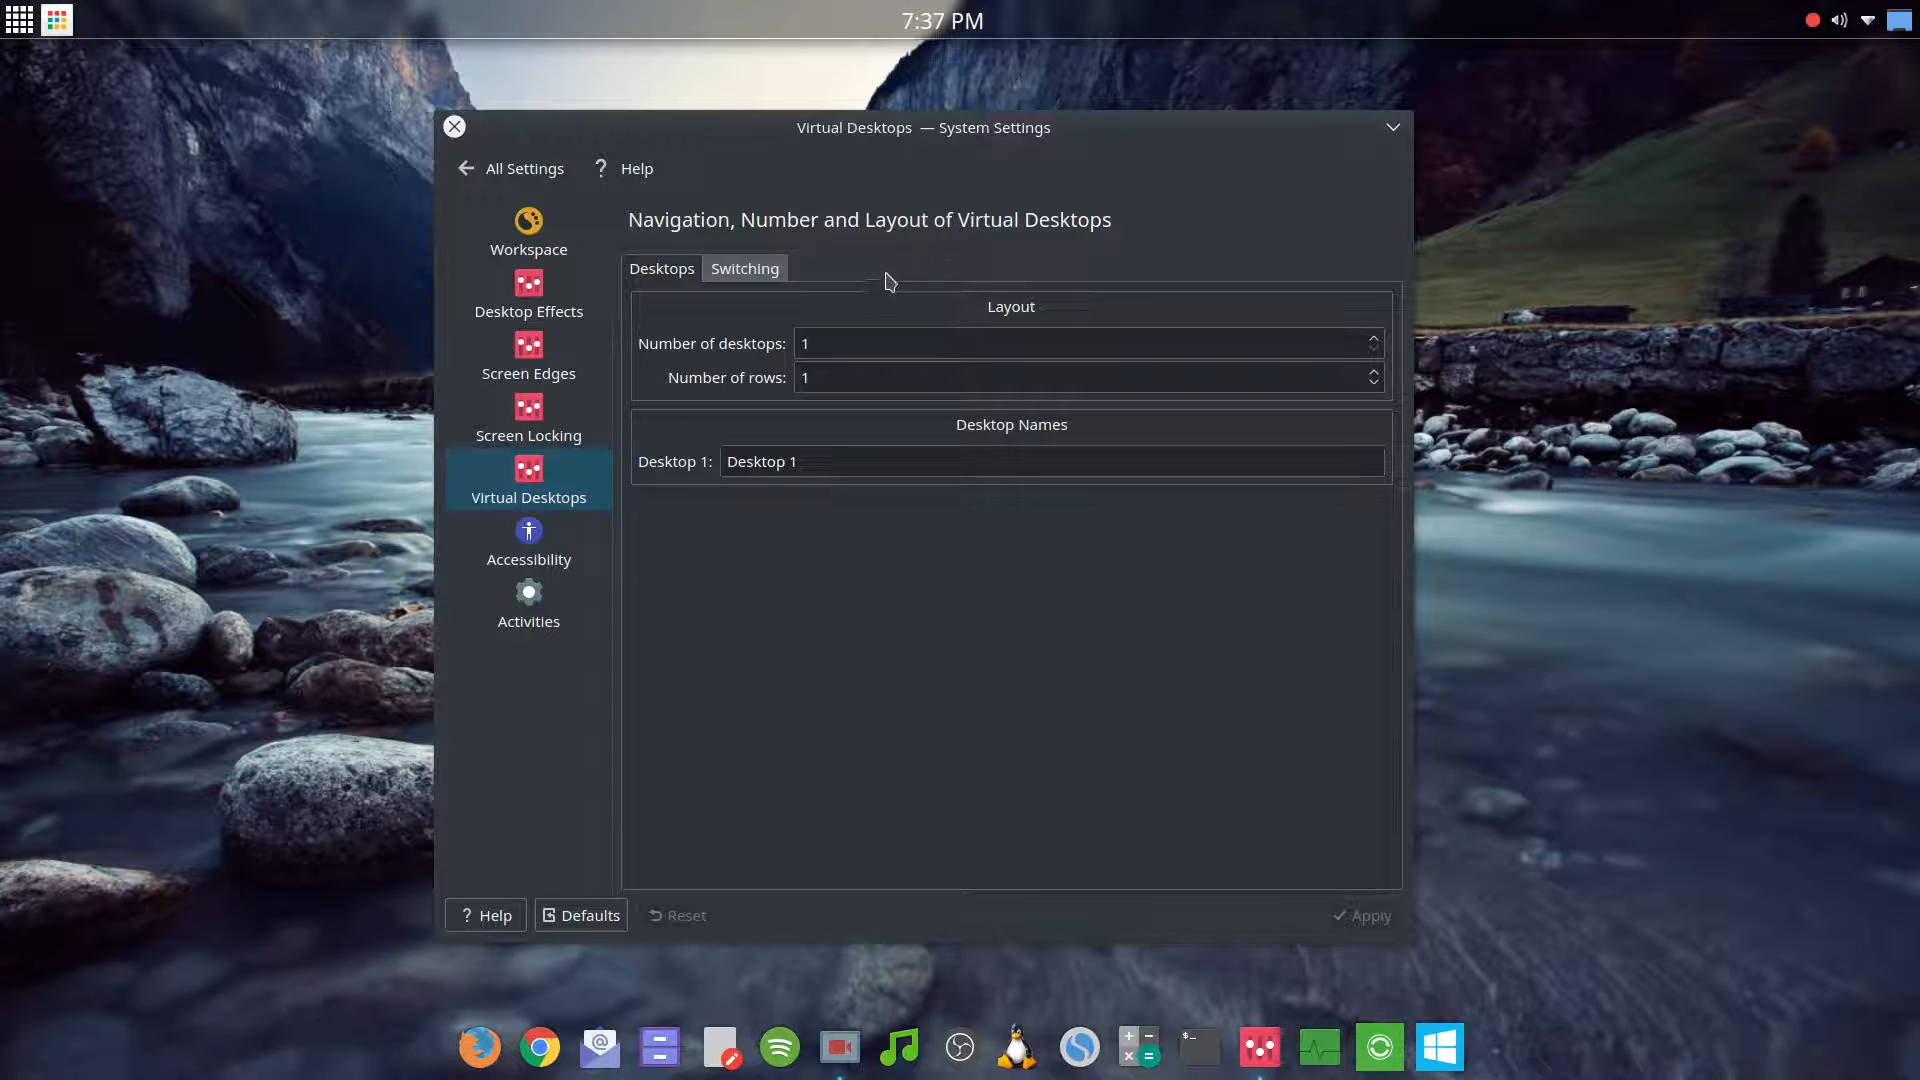 7:37 PM
Virtual Desktops — System Settings
All Settings
? Help
Navigation, Number and Layout of Virtual Desktops
Workspace
Desktop Effects
Screen Edges
Screen Locking
Virtual Desktops
Accessibility
Activities
Desktops
Switching
Layout
Number of desktops: 1
Number of rows: 1
Desktop Names
Desktop 1: Desktop 1
? Help
Defaults
Reset
Apply